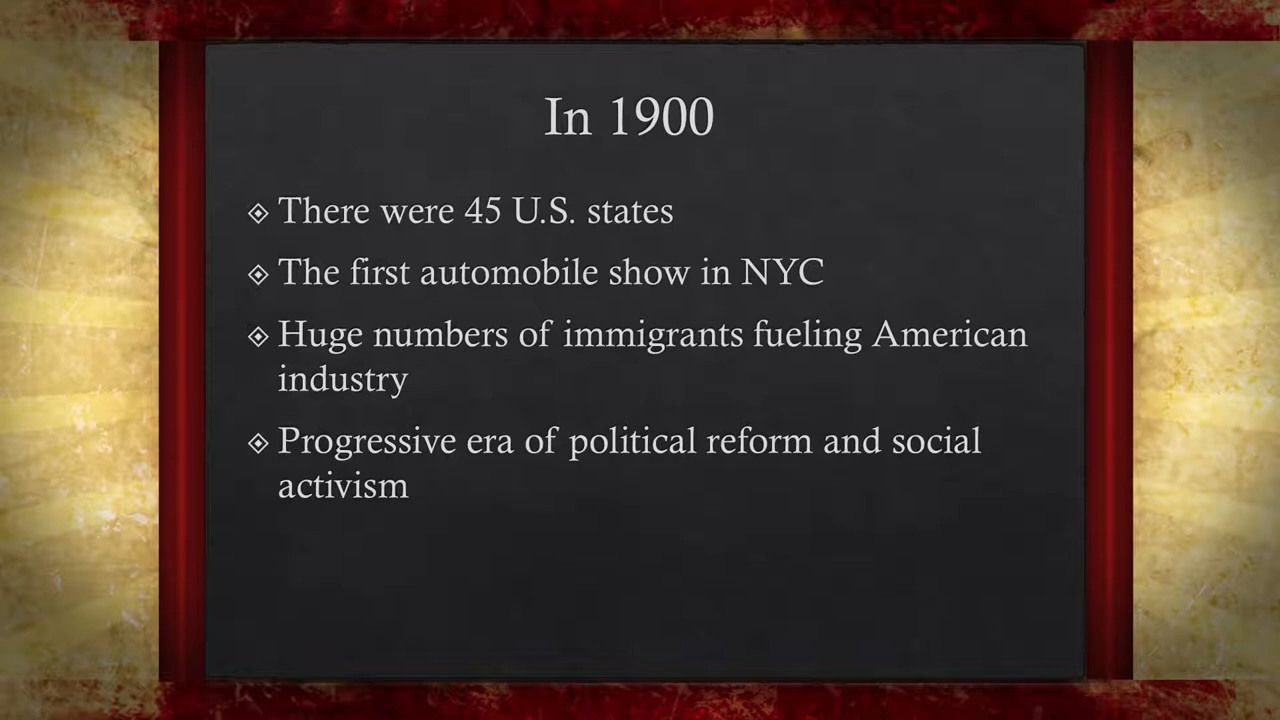 In 1900
There were 45 U.S. states
The first automobile show in NYC
Huge numbers of immigrants fueling American
industry
Progressive era of political reform and social
activism